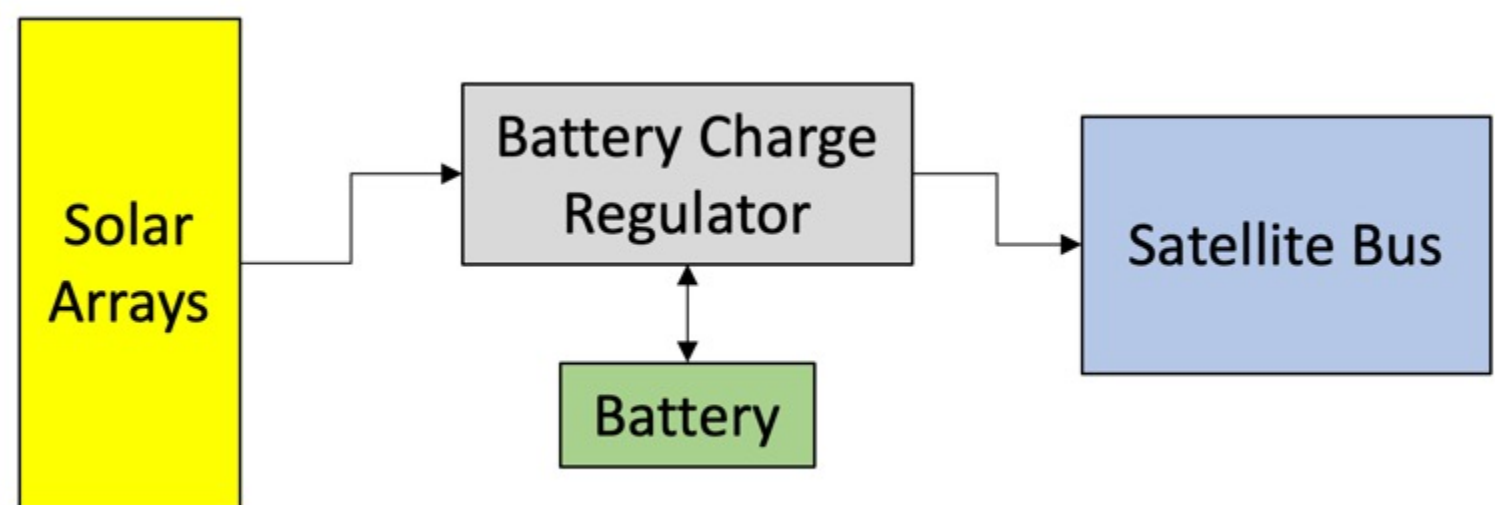 Solar
Arrays
Battery Charge
Regulator
Battery
Satellite Bus